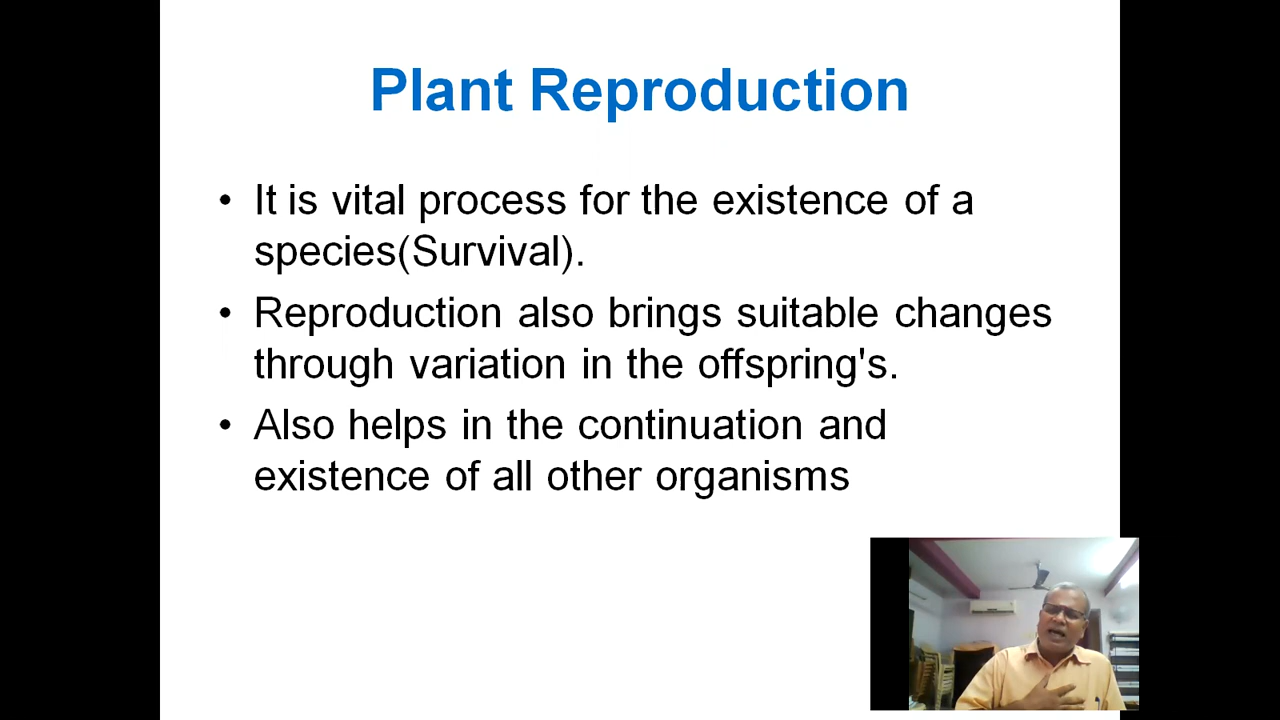 Plant Reproduction
• It is vital process for the existence of a
species(Survival).
• Reproduction also brings suitable changes
through variation in the offspring's.
• Also helps in the continuation and
existence of all other organisms